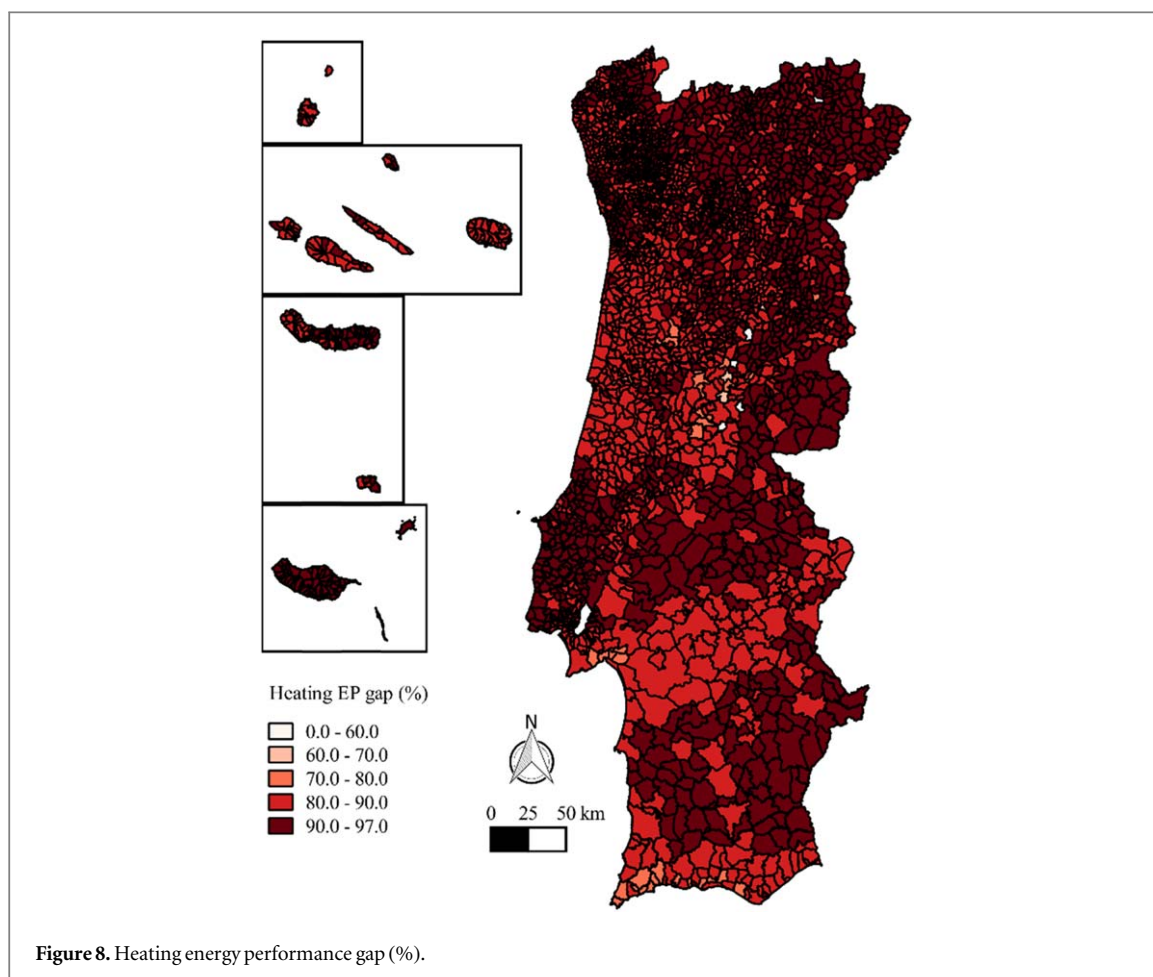 Heating EP gap (%)
0.0 - 60.0
60.0 - 70.0
70.0 - 80.0
80.0 - 90.0
90.0 - 97.0
N
0 25 50 km
Figure 8. Heating energy performance gap (%).